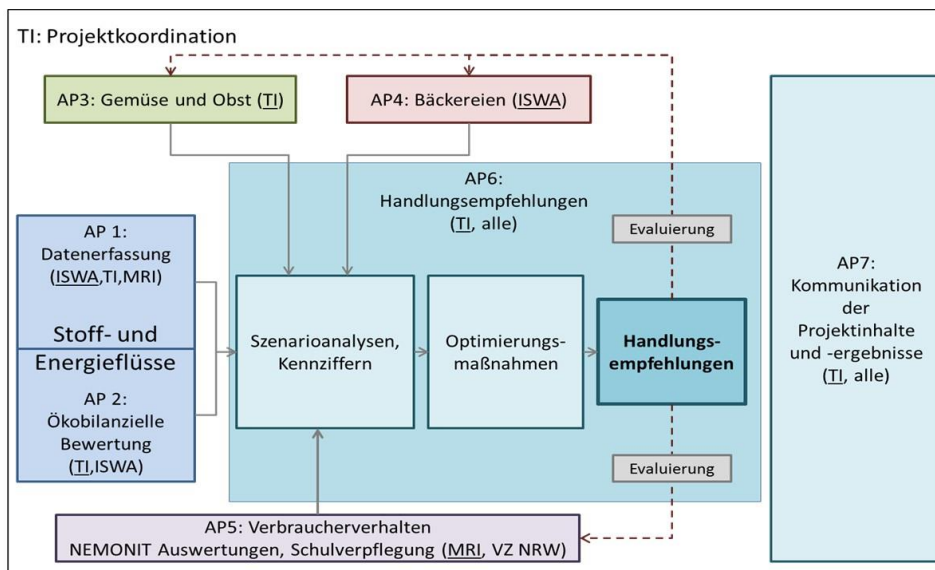 TI: Projektkoordination
AP3: Gemüse und Obst (TI)
AP4: Bäckereien (ISWA)
AP6:
Handlungsempfehlungen
(TI, alle)
Evaluierung
AP 1:
Datenerfassung
(ISWA,TI,MRI)
Stoff- und
Energieflüsse
AP 2:
Ökobilanzielle
Bewertung
(TI,ISWA)
Szenarioanalysen,
Kennziffern
Optimierungs-
maßnahmen
Handlungs-
empfehlungen
Evaluierung
AP5: Verbraucherverhalten
NEMONIT Auswertungen, Schulverpflegung (MRI, VZ NRW)
AP7:
Kommunikation
der
Projektinhalte
und -ergebnisse
(TI, alle)